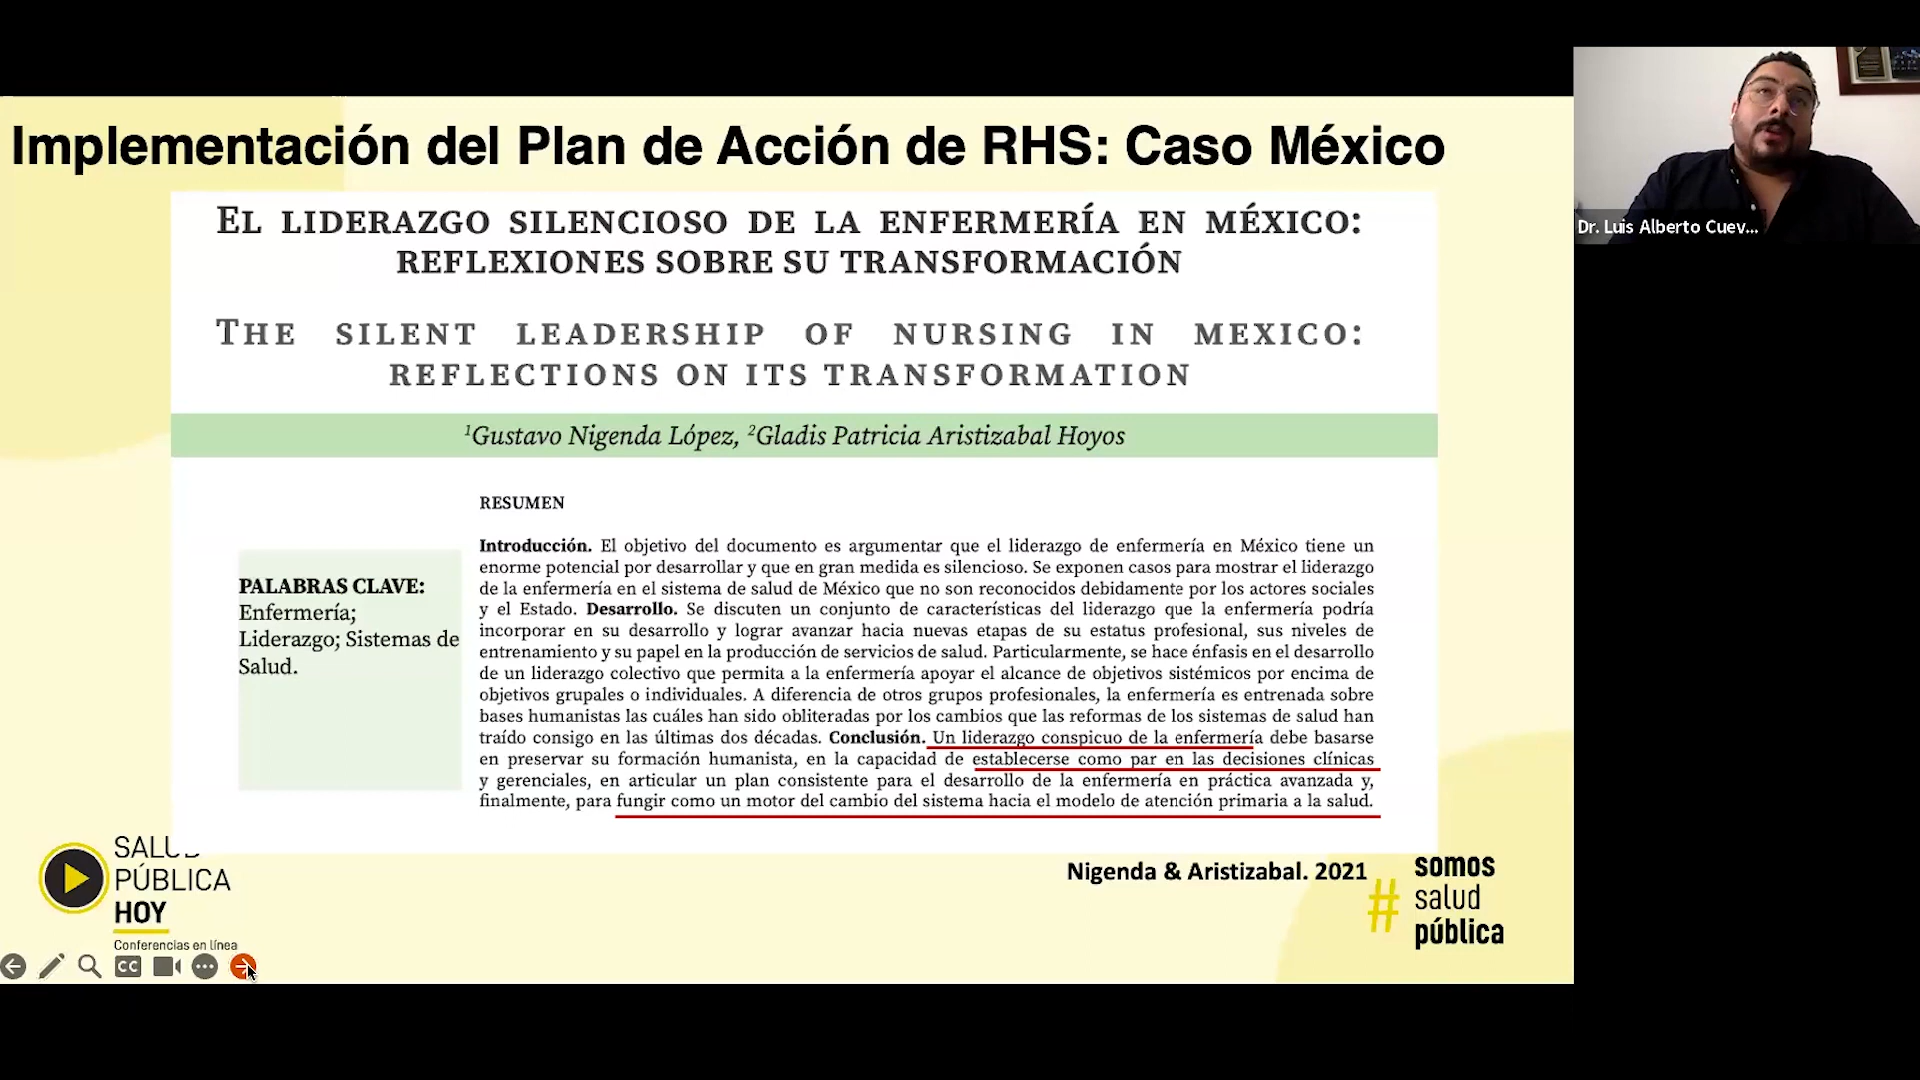 Implementación del Plan de Acción de RHS: Caso México
Dr. Luis Alberto Cuev...
EL LIDERAZGO SILENCIOSO DE LA ENFERMERÍA EN MÉXICO:
REFLEXIONES SOBRE SU TRANSFORMACIÓN
THE SILENT LEADERSHIP OF NURSING IN MEXICO:
REFLECTIONS ON ITS TRANSFORMATION
¹Gustavo Nigenda López, ²Gladis Patricia Aristizabal Hoyos
PALABRAS CLAVE:
Enfermería;
Liderazgo; Sistemas de
Salud.
RESUMEN
Introducción. El objetivo del documento es argumentar que el liderazgo de enfermería en México tiene un
enorme potencial por desarrollar y que en gran medida es silencioso. Se exponen casos para mostrar el liderazgo
de la enfermería en el sistema de salud de México que no son reconocidos debidamente por los actores sociales
y el Estado. Desarrollo. Se discuten un conjunto de características del liderazgo que la enfermería podría
incorporar en su desarrollo y lograr avanzar hacia nuevas etapas de su estatus profesional, sus niveles de
entrenamiento y su papel en la producción de servicios de salud. Particularmente, se hace énfasis en el desarrollo
de un liderazgo colectivo que permita a la enfermería apoyar el alcance de objetivos sistémicos por encima de
objetivos grupales o individuales. A diferencia de otros grupos profesionales, la enfermería es entrenada sobre
bases humanistas las cuáles han sido obliteradas por los cambios que las reformas de los sistemas de salud han
traído consigo en las últimas dos décadas. Conclusión. Un liderazgo conspicuo de la enfermería debe basarse
en preservar su formación humanista, en la capacidad de establecerse como par en las decisiones clínicas
y gerenciales, en articular un plan consistente para el desarrollo de la enfermería en práctica avanzada y,
finalmente, para fungir como un motor del cambio del sistema hacia el modelo de atención primaria a la salud.
Nigenda & Aristizabal. 2021
SALUD
PÚBLICA
HOY
Conferencias en línea
CC
#
somos
salud
pública